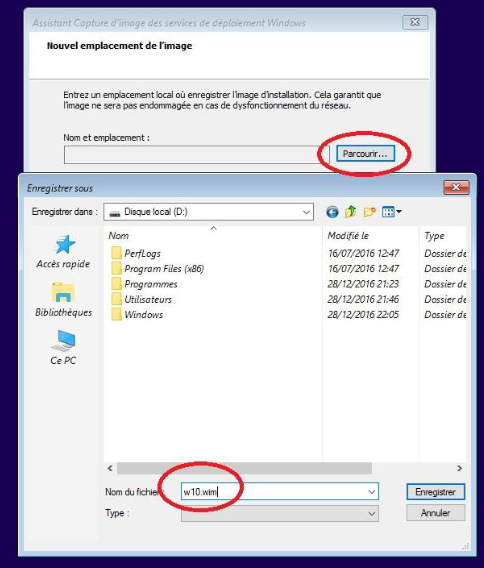 Assistant Capture d'image des services de déploiement Windows
Nouvel emplacement de l'image
Entrez un emplacement local où enregistrer l'image d'installation. Cela garantit que
l'image ne sera pas endommagée en cas de dysfonctionnement du réseau.
Nom et emplacement :
Parcourir...
Enregistrer sous
Enregistrer dans :
Disque local (D:)
Nom
Modifié le
Type
PerfLogs
16/07/2016 12:47
Dossier de
Program Files (x86)
16/07/2016 12:47
Dossier de
Programmes
28/12/2016 21:23
Dossier de
Utilisateurs
28/12/2016 21:46
Dossier de
Windows
28/12/2016 22:05
Dossier de
Accès rapide
Bibliothèques
Ce PC
Nom du fichier
w10.wim
Enregistrer
Type :
Annuler